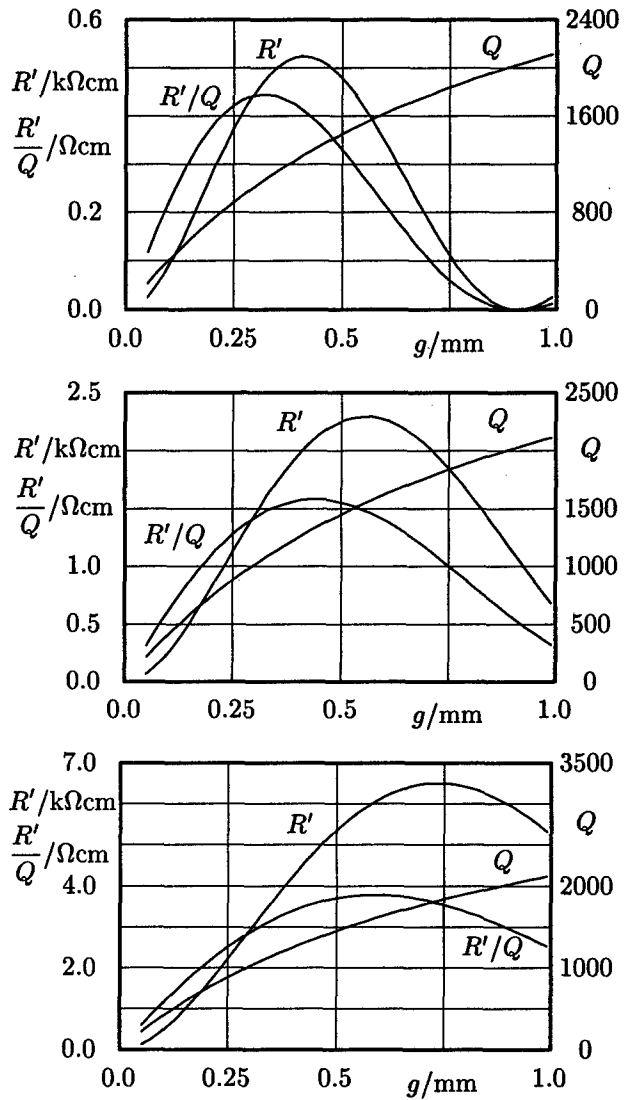 0.6 2400
R′ Q
R′/kΩcm Q
R′/Q
R′/Q /Ωcm 1600
0.2 800
0.0 0
0.0 0.25 0.5 g/mm 1.0
2.5 2500
R′ Q
R′/kΩcm Q
R′/Q /Ωcm 1500
R′/Q
1.0 1000
0.5 500
0.0 0
0.0 0.25 0.5 g/mm 1.0
7.0 3500
R′/kΩcm R′ Q
R′/Q /Ωcm
Q
4.0 2000
R′/Q
2.0 1000
0.0 0
0.0 0.25 0.5 g/mm 1.0